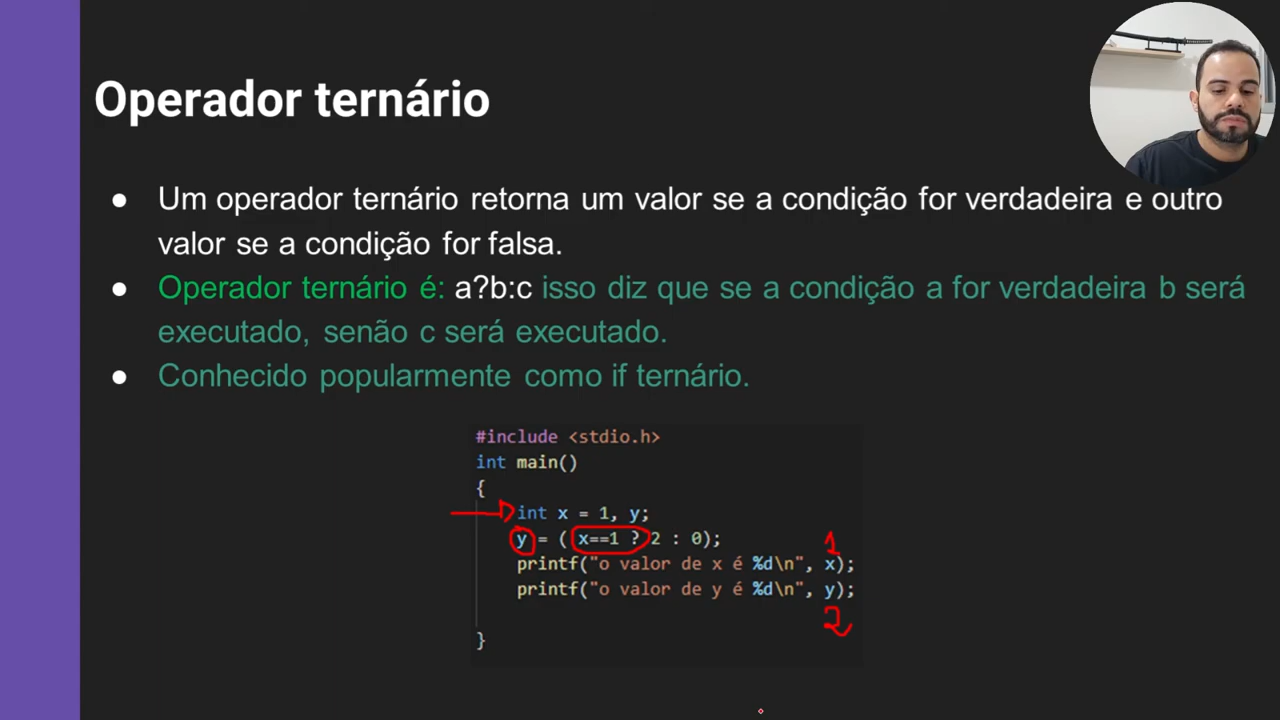 Operador ternário
● Um operador ternário retorna um valor se a condição for verdadeira e outro
valor se a condição for falsa.
● Operador ternário é: a?b:c isso diz que se a condição a for verdadeira b será
executado, senão c será executado.
● Conhecido popularmente como if ternário.
#include <stdio.h>
int main()
{
int x = 1, y;
y = ( x==1 ? 2 : 0);
1
printf("o valor de x é %d\n", x);
printf("o valor de y é %d\n", y);
2
}